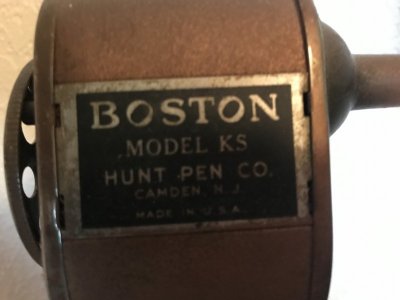 BOSTON
MODEL KS
HUNT PEN CO.
CAMDEN, N.J.
MADE IN U.S.A.